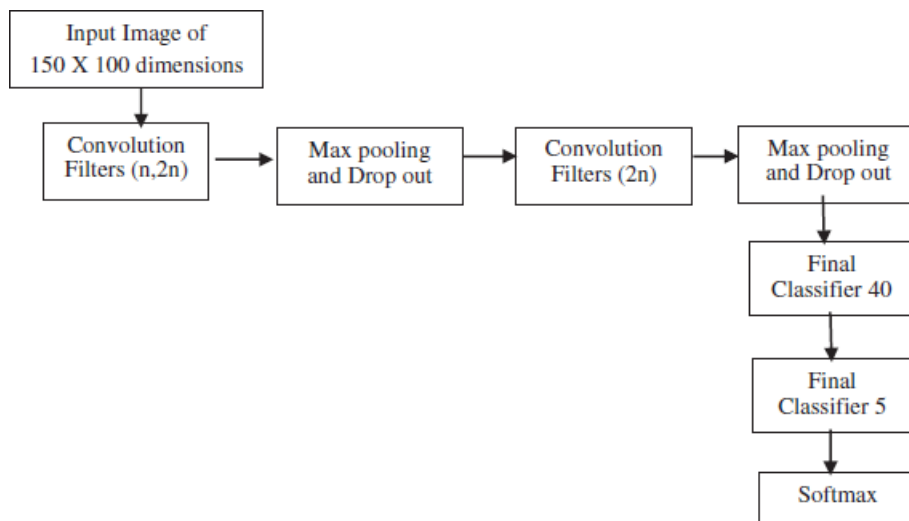 Input Image of
150 X 100 dimensions
Convolution
Filters (n,2n)
Max pooling
and Drop out
Convolution
Filters (2n)
Max pooling
and Drop out
Final
Classifier 40
Final
Classifier 5
Softmax